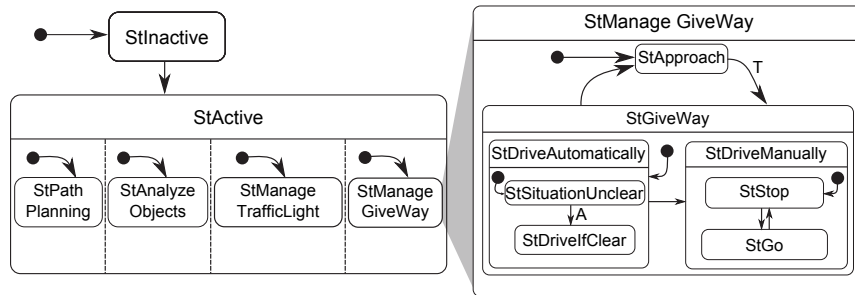 StInactive
StActive
StPath
Planning
StAnalyze
Objects
StManage
TrafficLight
StManage
GiveWay
StManage GiveWay
StApproach
T
StGiveWay
StDriveAutomatically
StSituationUnclear
A
StDriveIfClear
StDriveManually
StStop
StGo